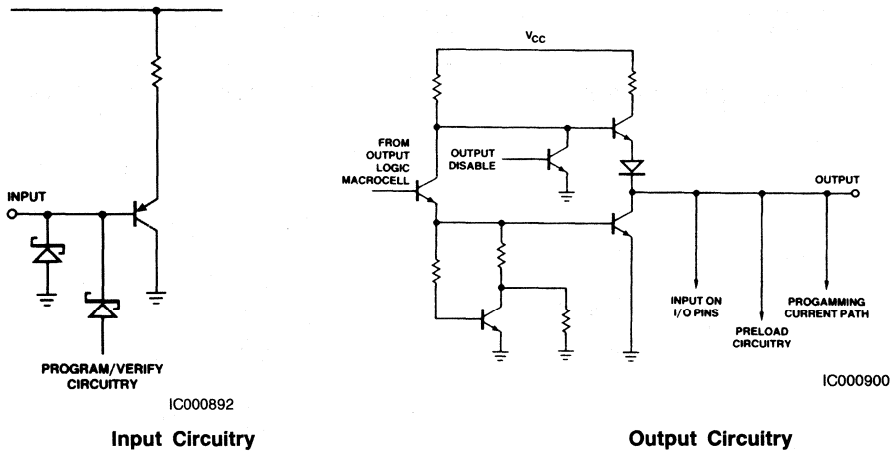 INPUT
PROGRAM/VERIFY
CIRCUITRY
IC000892
Input Circuitry
VCC
FROM
OUTPUT
LOGIC
MACROCELL
OUTPUT
DISABLE
OUTPUT
INPUT ON
I/O PINS
PRELOAD
CIRCUITRY
PROGAMMING
CURRENT PATH
IC000900
Output Circuitry